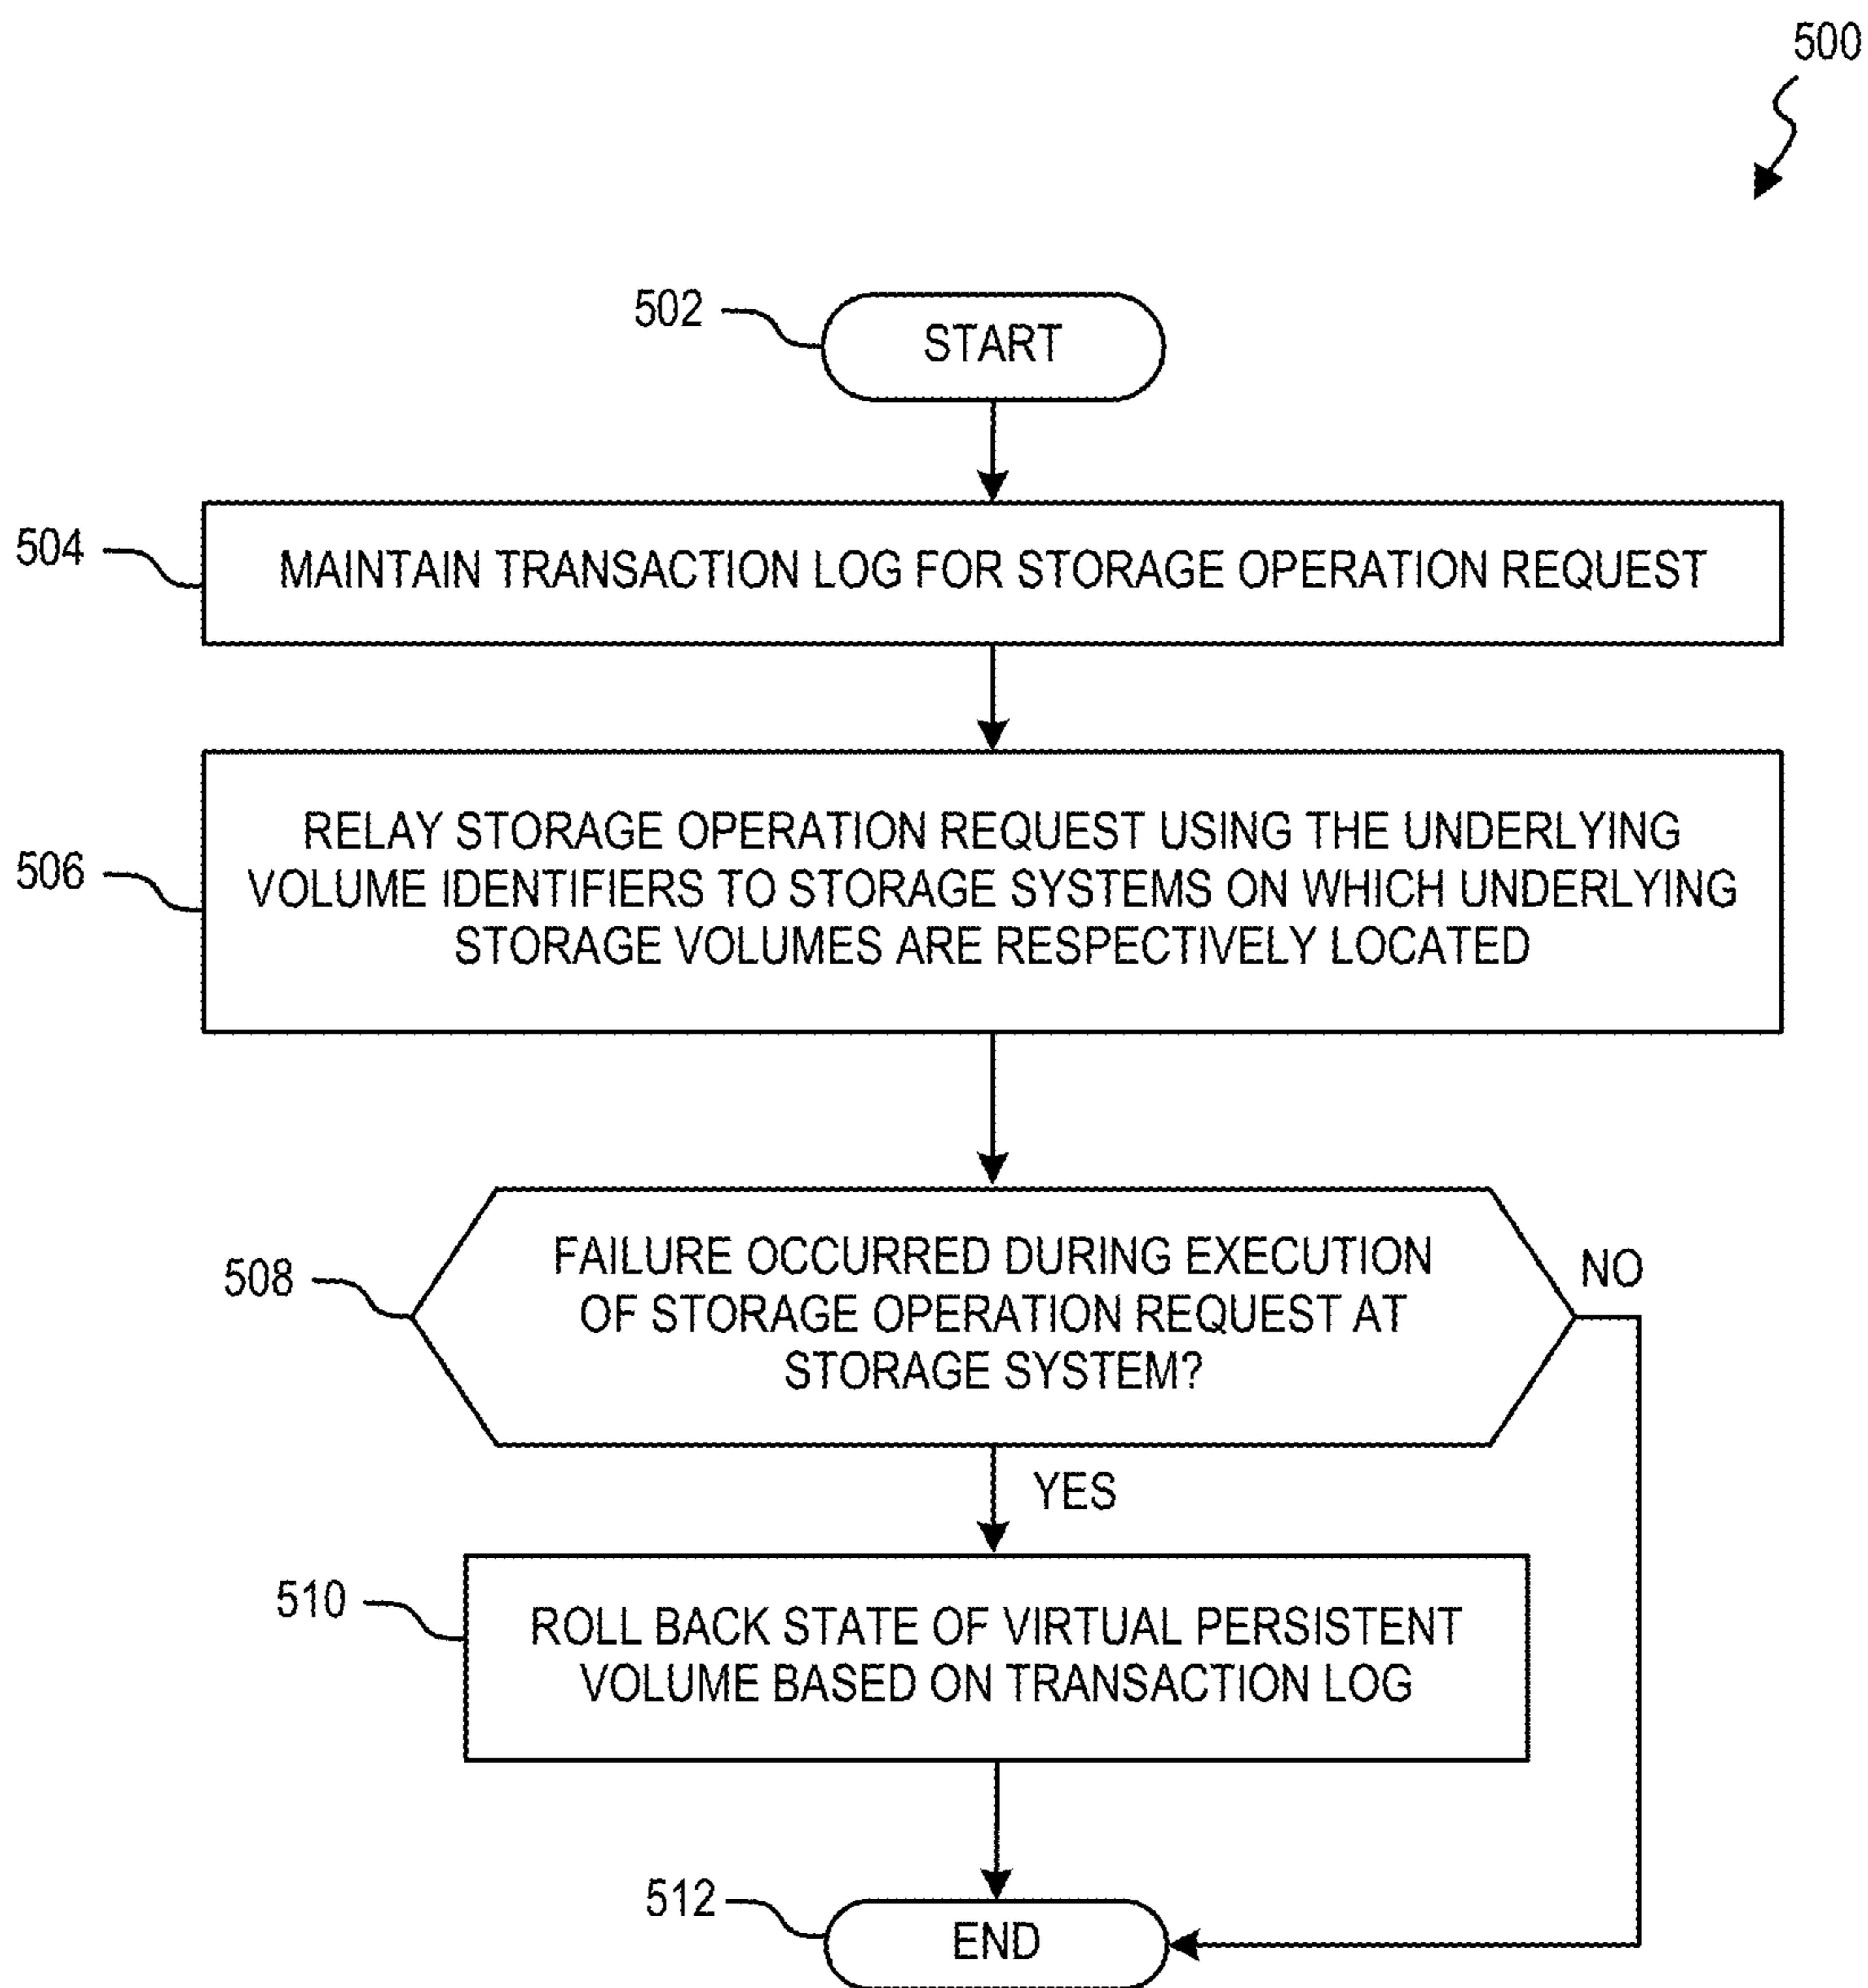 500
502
START
504
MAINTAIN TRANSACTION LOG FOR STORAGE OPERATION REQUEST
506
RELAY STORAGE OPERATION REQUEST USING THE UNDERLYING
VOLUME IDENTIFIERS TO STORAGE SYSTEMS ON WHICH UNDERLYING
STORAGE VOLUMES ARE RESPECTIVELY LOCATED
508
FAILURE OCCURRED DURING EXECUTION
OF STORAGE OPERATION REQUEST AT
STORAGE SYSTEM?
NO
YES
510
ROLL BACK STATE OF VIRTUAL PERSISTENT
VOLUME BASED ON TRANSACTION LOG
512
END